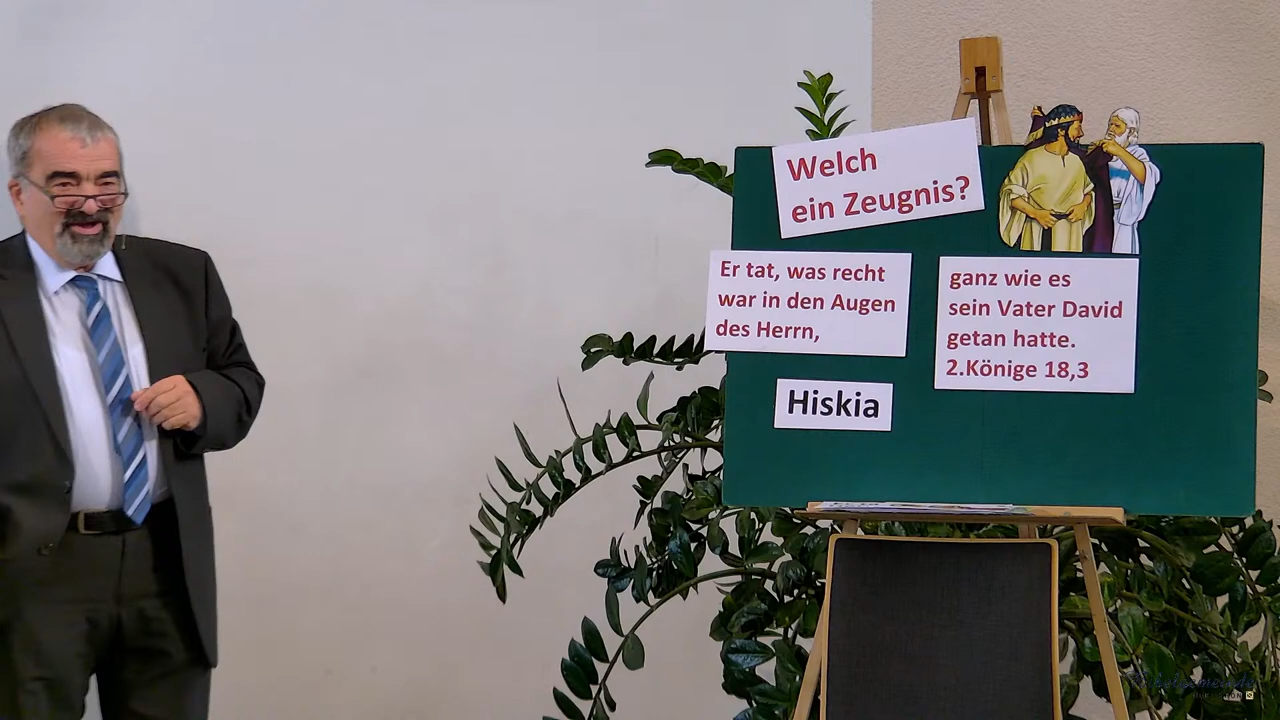 Welch
ein Zeugnis?
Er tat, was recht
war in den Augen
des Herrn,
ganz wie es
sein Vater David
getan hatte.
2.Könige 18,3
Hiskia